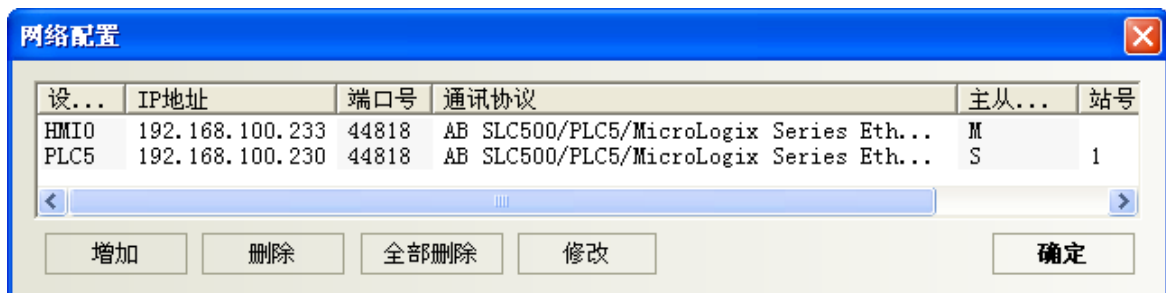 网络配置
设... IP地址 端口号 通讯协议 主从... 站号
HMI0 192.168.100.233 44818 AB SLC500/PLC5/MicroLogix Series Eth... M
PLC5 192.168.100.230 44818 AB SLC500/PLC5/MicroLogix Series Eth... S 1
增加 删除 全部删除 修改 确定